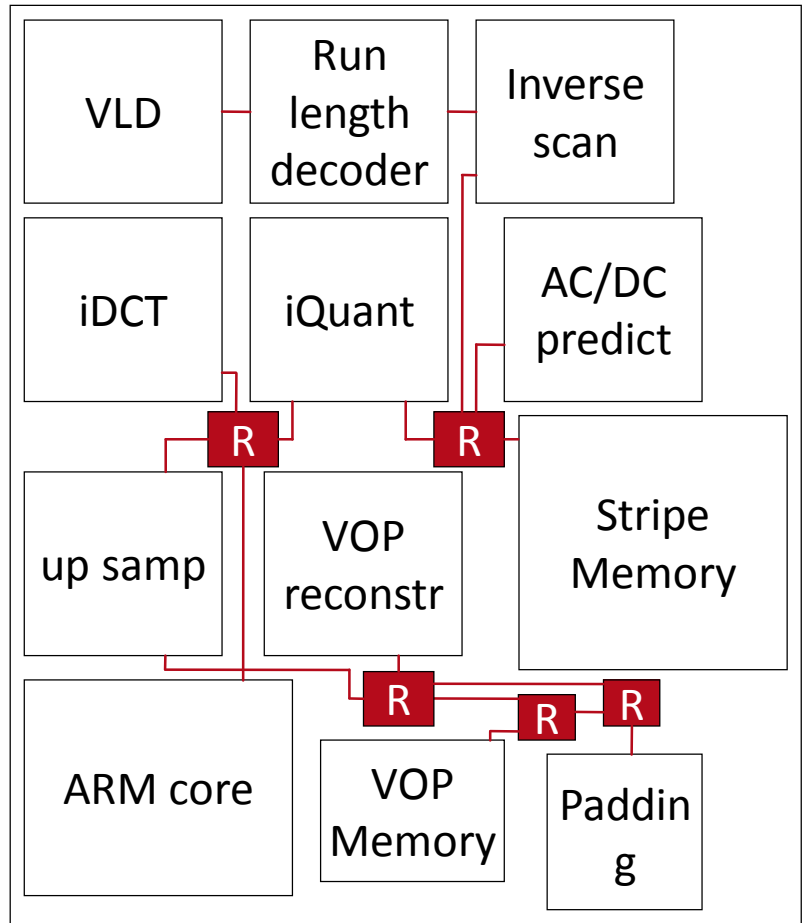 VLD
Run
length
decoder
Inverse
scan
iDCT
iQuant
AC/DC
predict
R
R
up samp
VOP
reconstr
Stripe
Memory
R
R
R
ARM core
VOP
Memory
Paddin
g